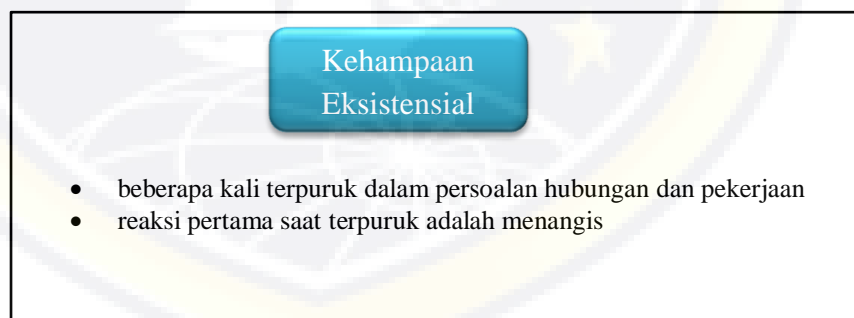 Kehampaan
Eksistensial
• beberapa kali terpuruk dalam persoalan hubungan dan pekerjaan
• reaksi pertama saat terpuruk adalah menangis